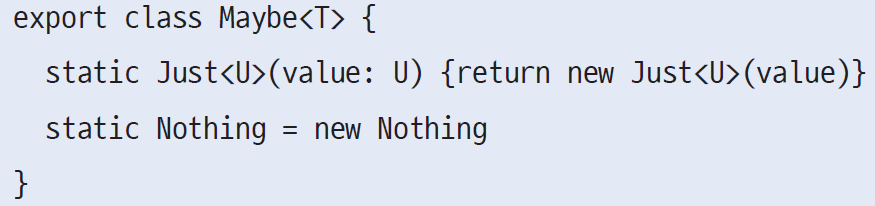 export class Maybe<T> {
  static Just<U>(value: U) {return new Just<U>(value)}
  static Nothing = new Nothing
}